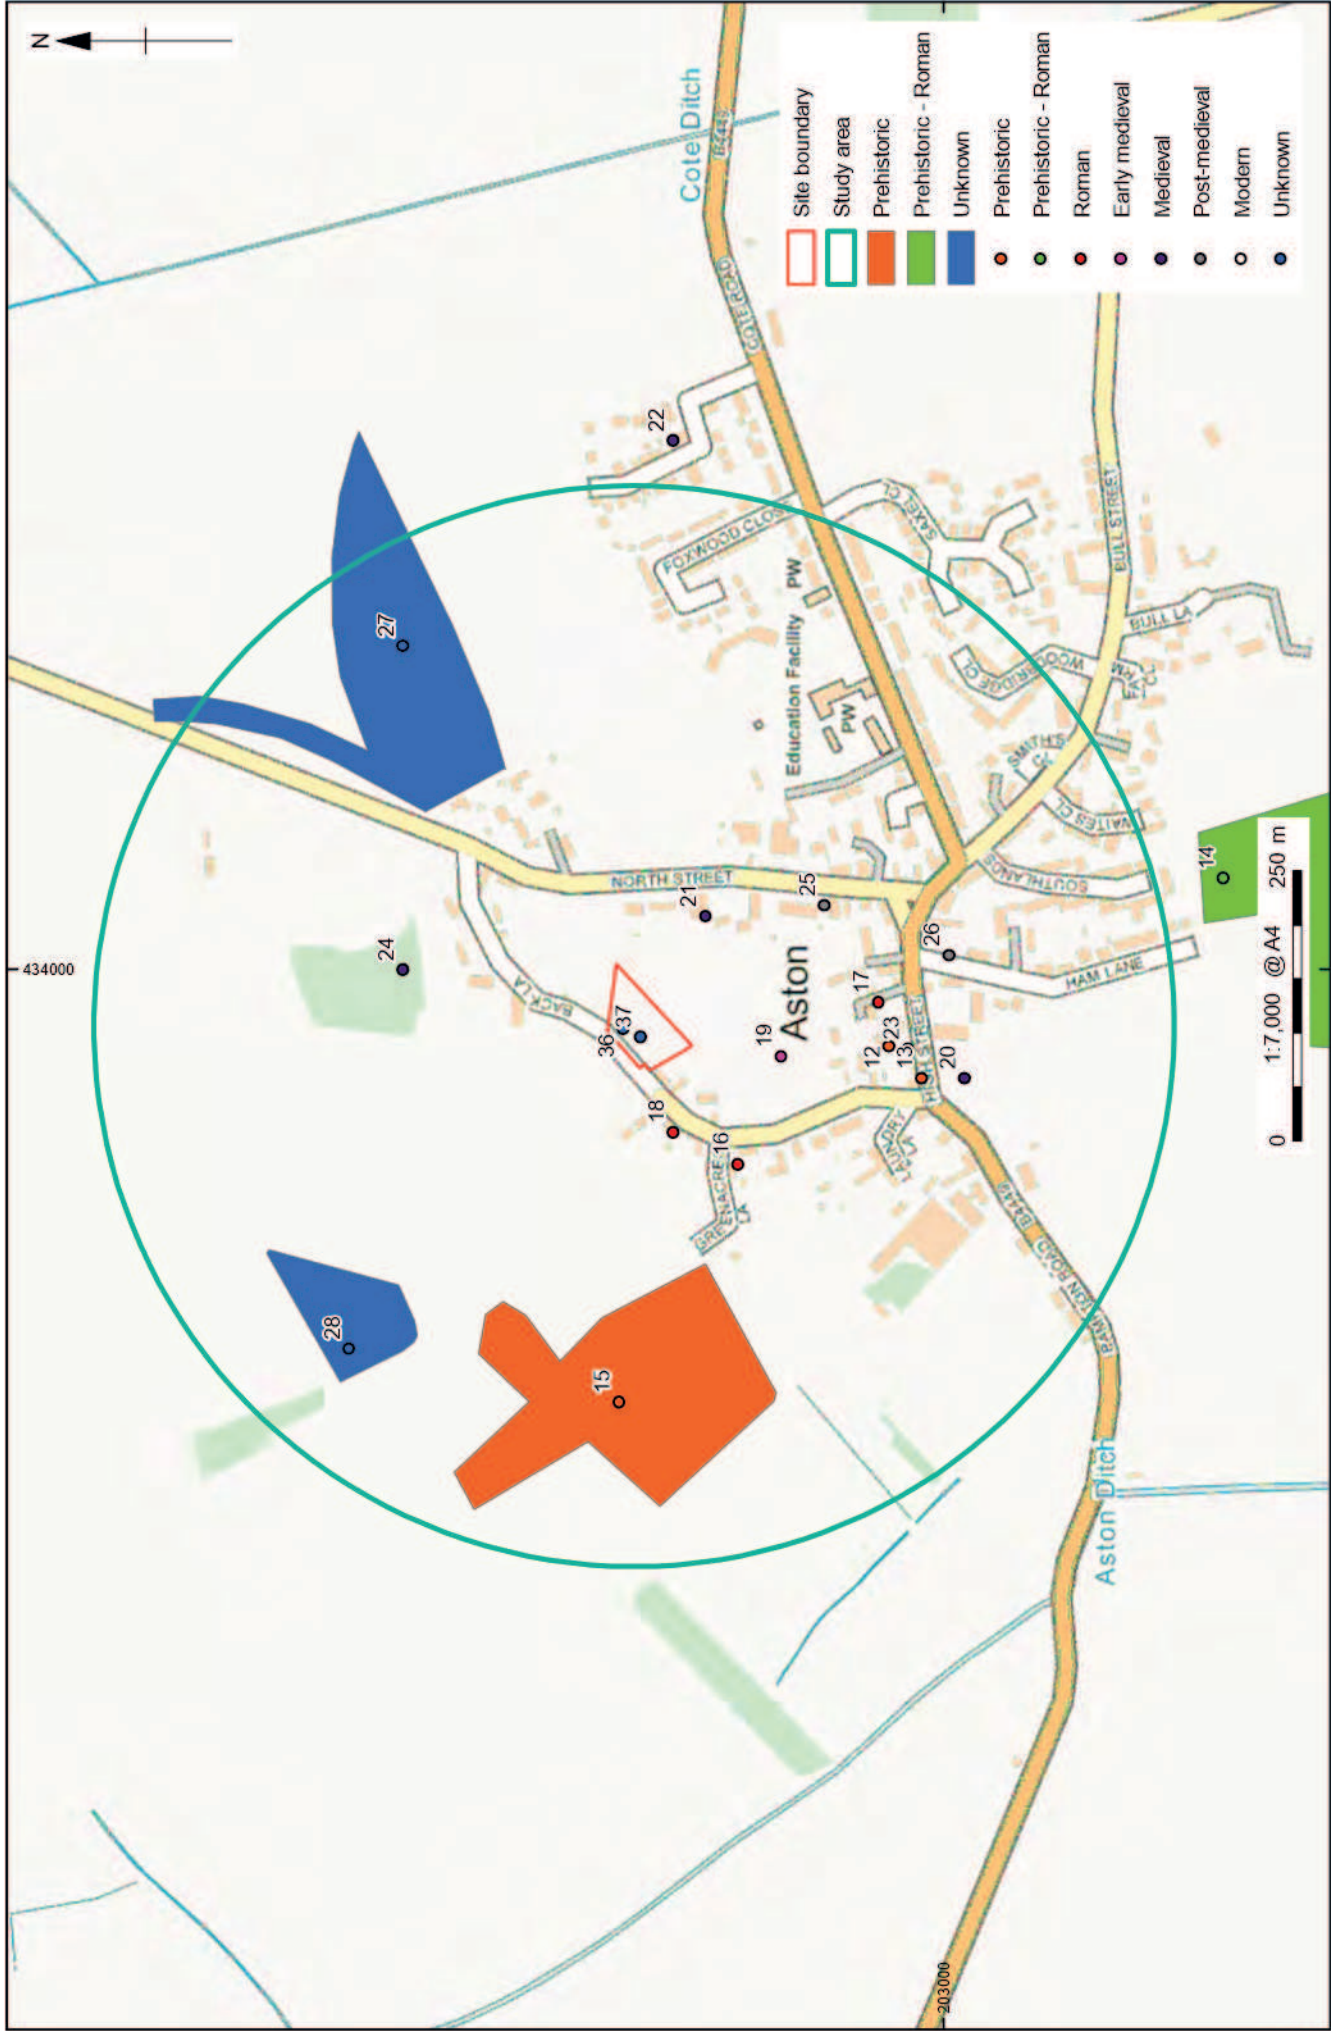 N
434000
203000
Cote Ditch
B4449
COTE ROAD
22
27
24
28
15
FOXWOOD CLOSE
Education Facility
PW
PW
SAXEL CL
BULL STREET
BULL LA
WOODBRIDGE CL
FARM CL
SMITH'S CL
WAITES CL
SOUTHLANDS
NORTH STREET
21
25
BACK LA
36
37
19
Aston
17
12
23
13
HIGH STREET
20
26
HAM LANE
14
18
16
GREENACRES LA
LAUNDRY LA
B4449
BAMPTON ROAD
Aston Ditch
Site boundary
Study area
Prehistoric
Prehistoric - Roman
Unknown
Prehistoric
Prehistoric - Roman
Roman
Early medieval
Medieval
Post-medieval
Modern
Unknown
0
1:7,000 @ A4
250 m